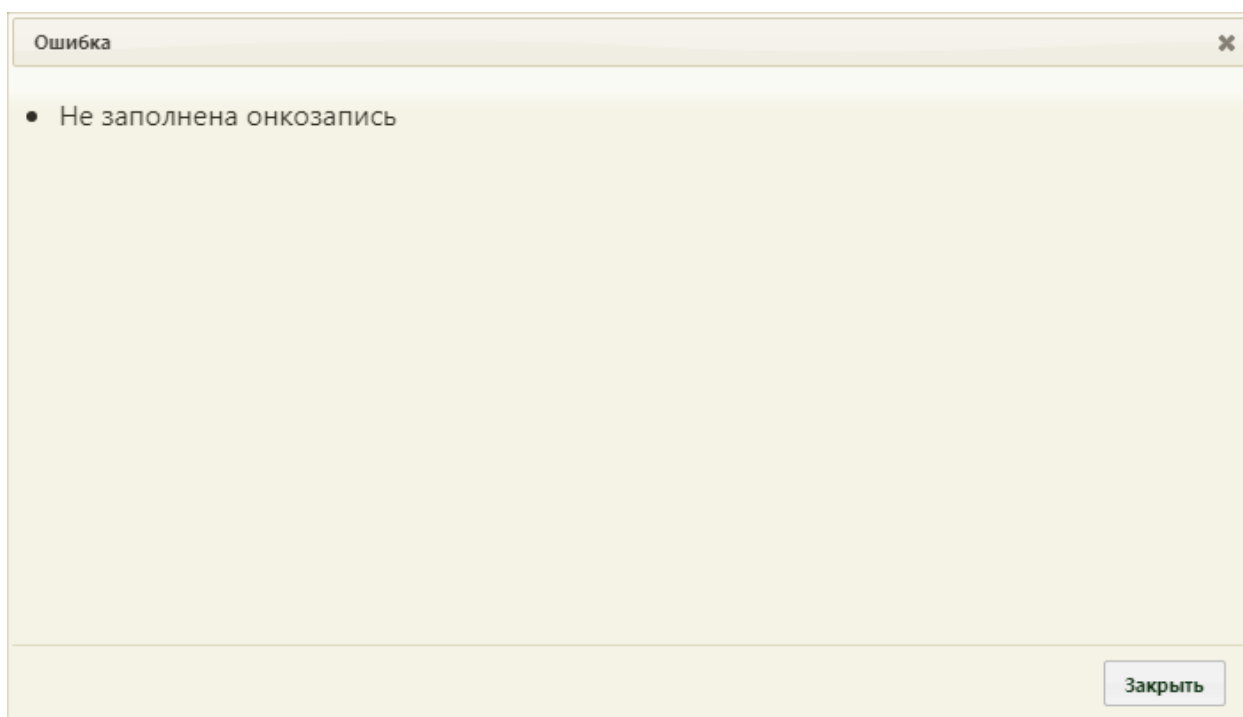 Ошибка
Не заполнена онкозапись
Закрыть